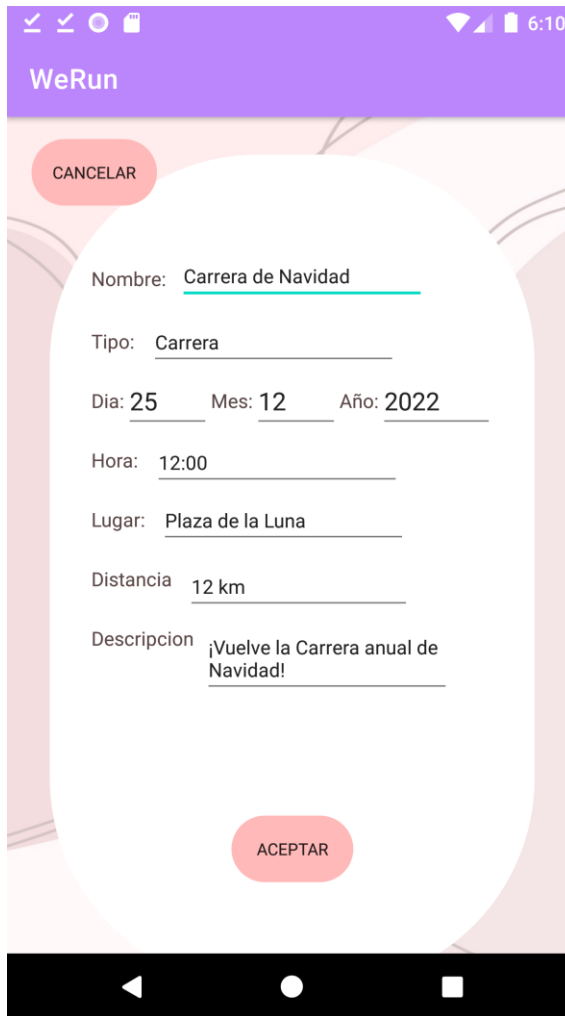 6:10
WeRun
CANCELAR
Nombre: Carrera de Navidad
Tipo: Carrera
Dia: 25 Mes: 12 Año: 2022
Hora: 12:00
Lugar: Plaza de la Luna
Distancia 12 km
Descripcion ¡Vuelve la Carrera anual de
Navidad!
ACEPTAR